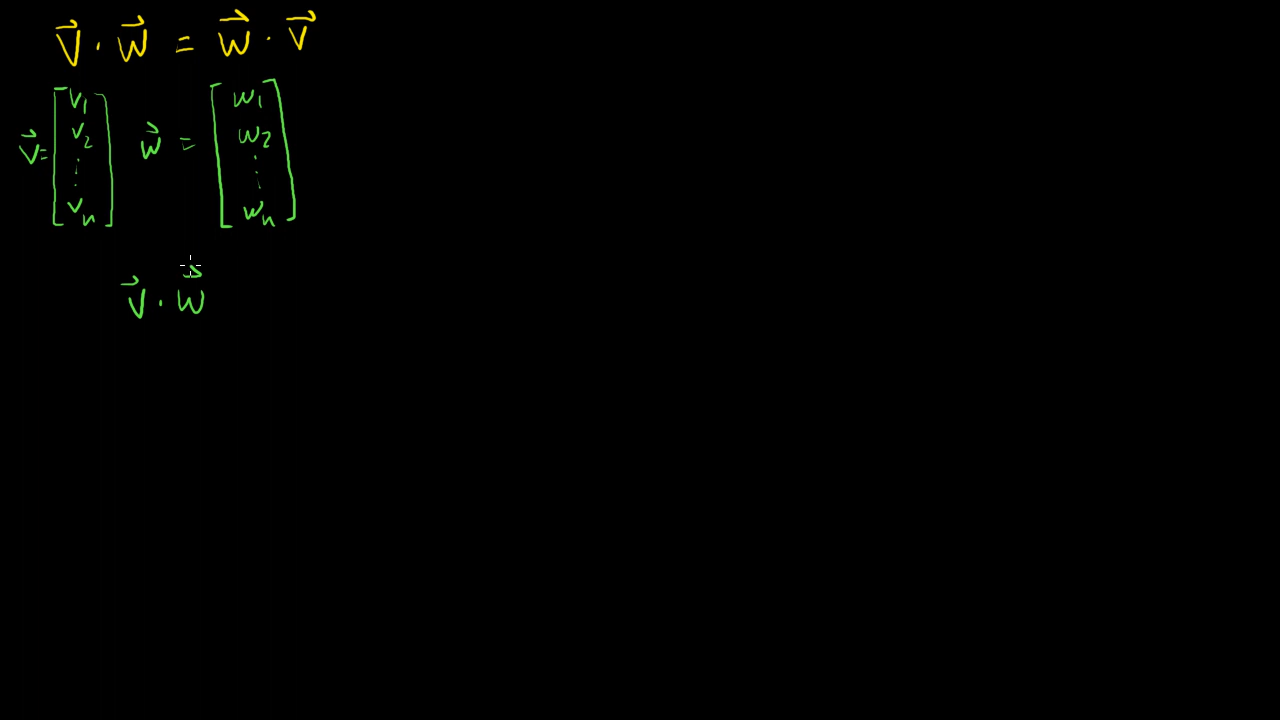 v⃗ · w⃗ = w⃗ · v⃗
v⃗ = [v₁ v₂ ⋮ vₙ] w⃗ = [w₁ w₂ ⋮ wₙ]
v⃗ · w⃗